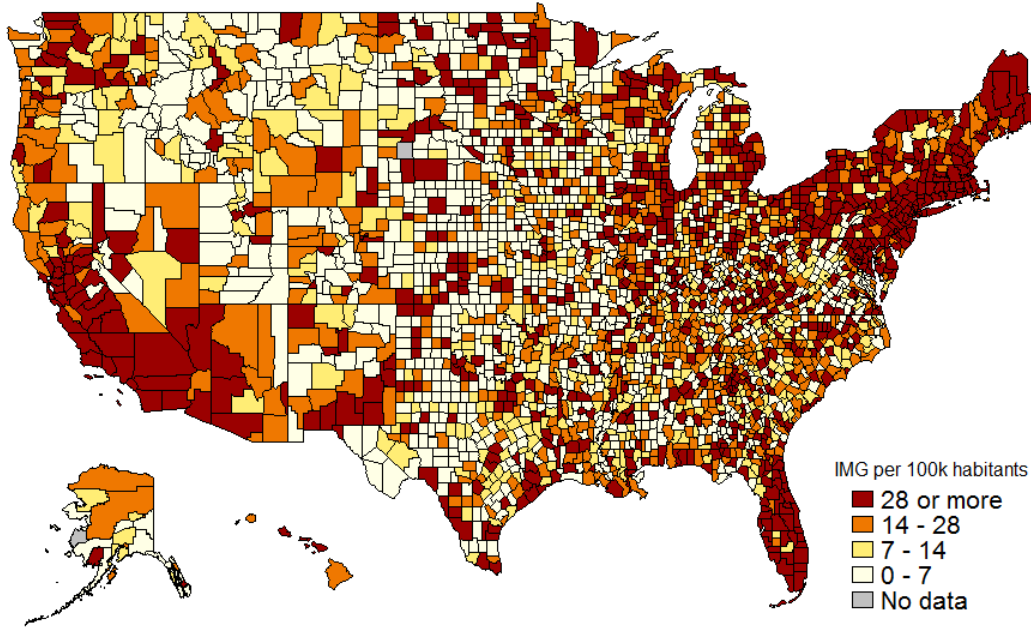 IMG per 100k habitants
28 or more
14 - 28
7 - 14
0 - 7
No data